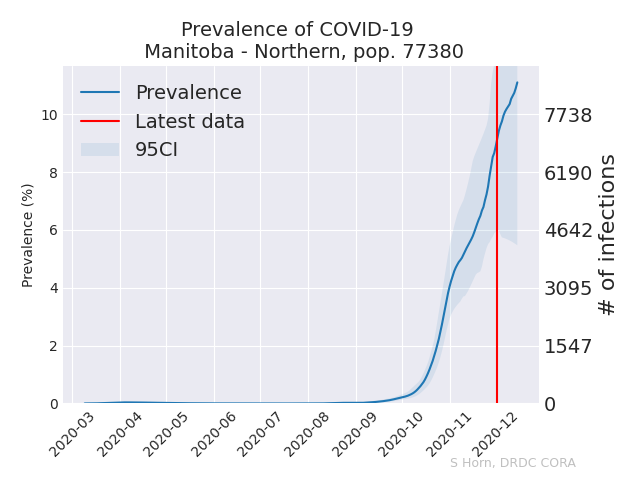 Prevalence of COVID-19
Manitoba - Northern, pop. 77380
Prevalence
Latest data
95CI
Prevalence (%)
10
8
6
4
2
0
7738
6190
4642
3095
1547
0
# of infections
2020-03
2020-04
2020-05
2020-06
2020-07
2020-08
2020-09
2020-10
2020-11
2020-12
S Horn, DRDC CORA